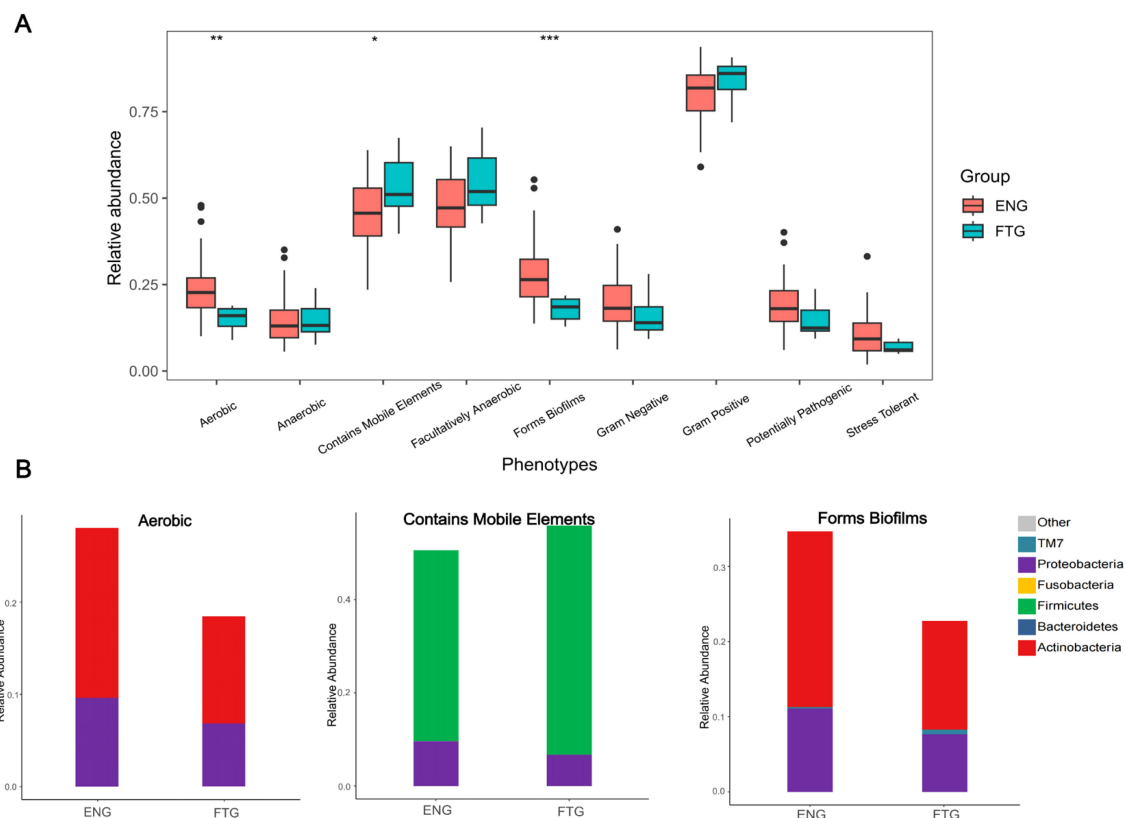 A
** * ***
0.75
0.50
0.25
0.00
Relative abundance
Aerobic
Anaerobic
Contains Mobile Elements
Facultatively Anaerobic
Forms Biofilms
Gram Negative
Gram Positive
Potentially Pathogenic
Stress Tolerant
Phenotypes
Group
ENG
FTG
B
Aerobic
0.2
0.1
0.0
Relative Abundance
ENG FTG
Contains Mobile Elements
0.4
0.2
0.0
Relative Abundance
ENG FTG
Forms Biofilms
0.3
0.2
0.1
0.0
Relative Abundance
ENG FTG
Other
TM7
Proteobacteria
Fusobacteria
Firmicutes
Bacteroidetes
Actinobacteria